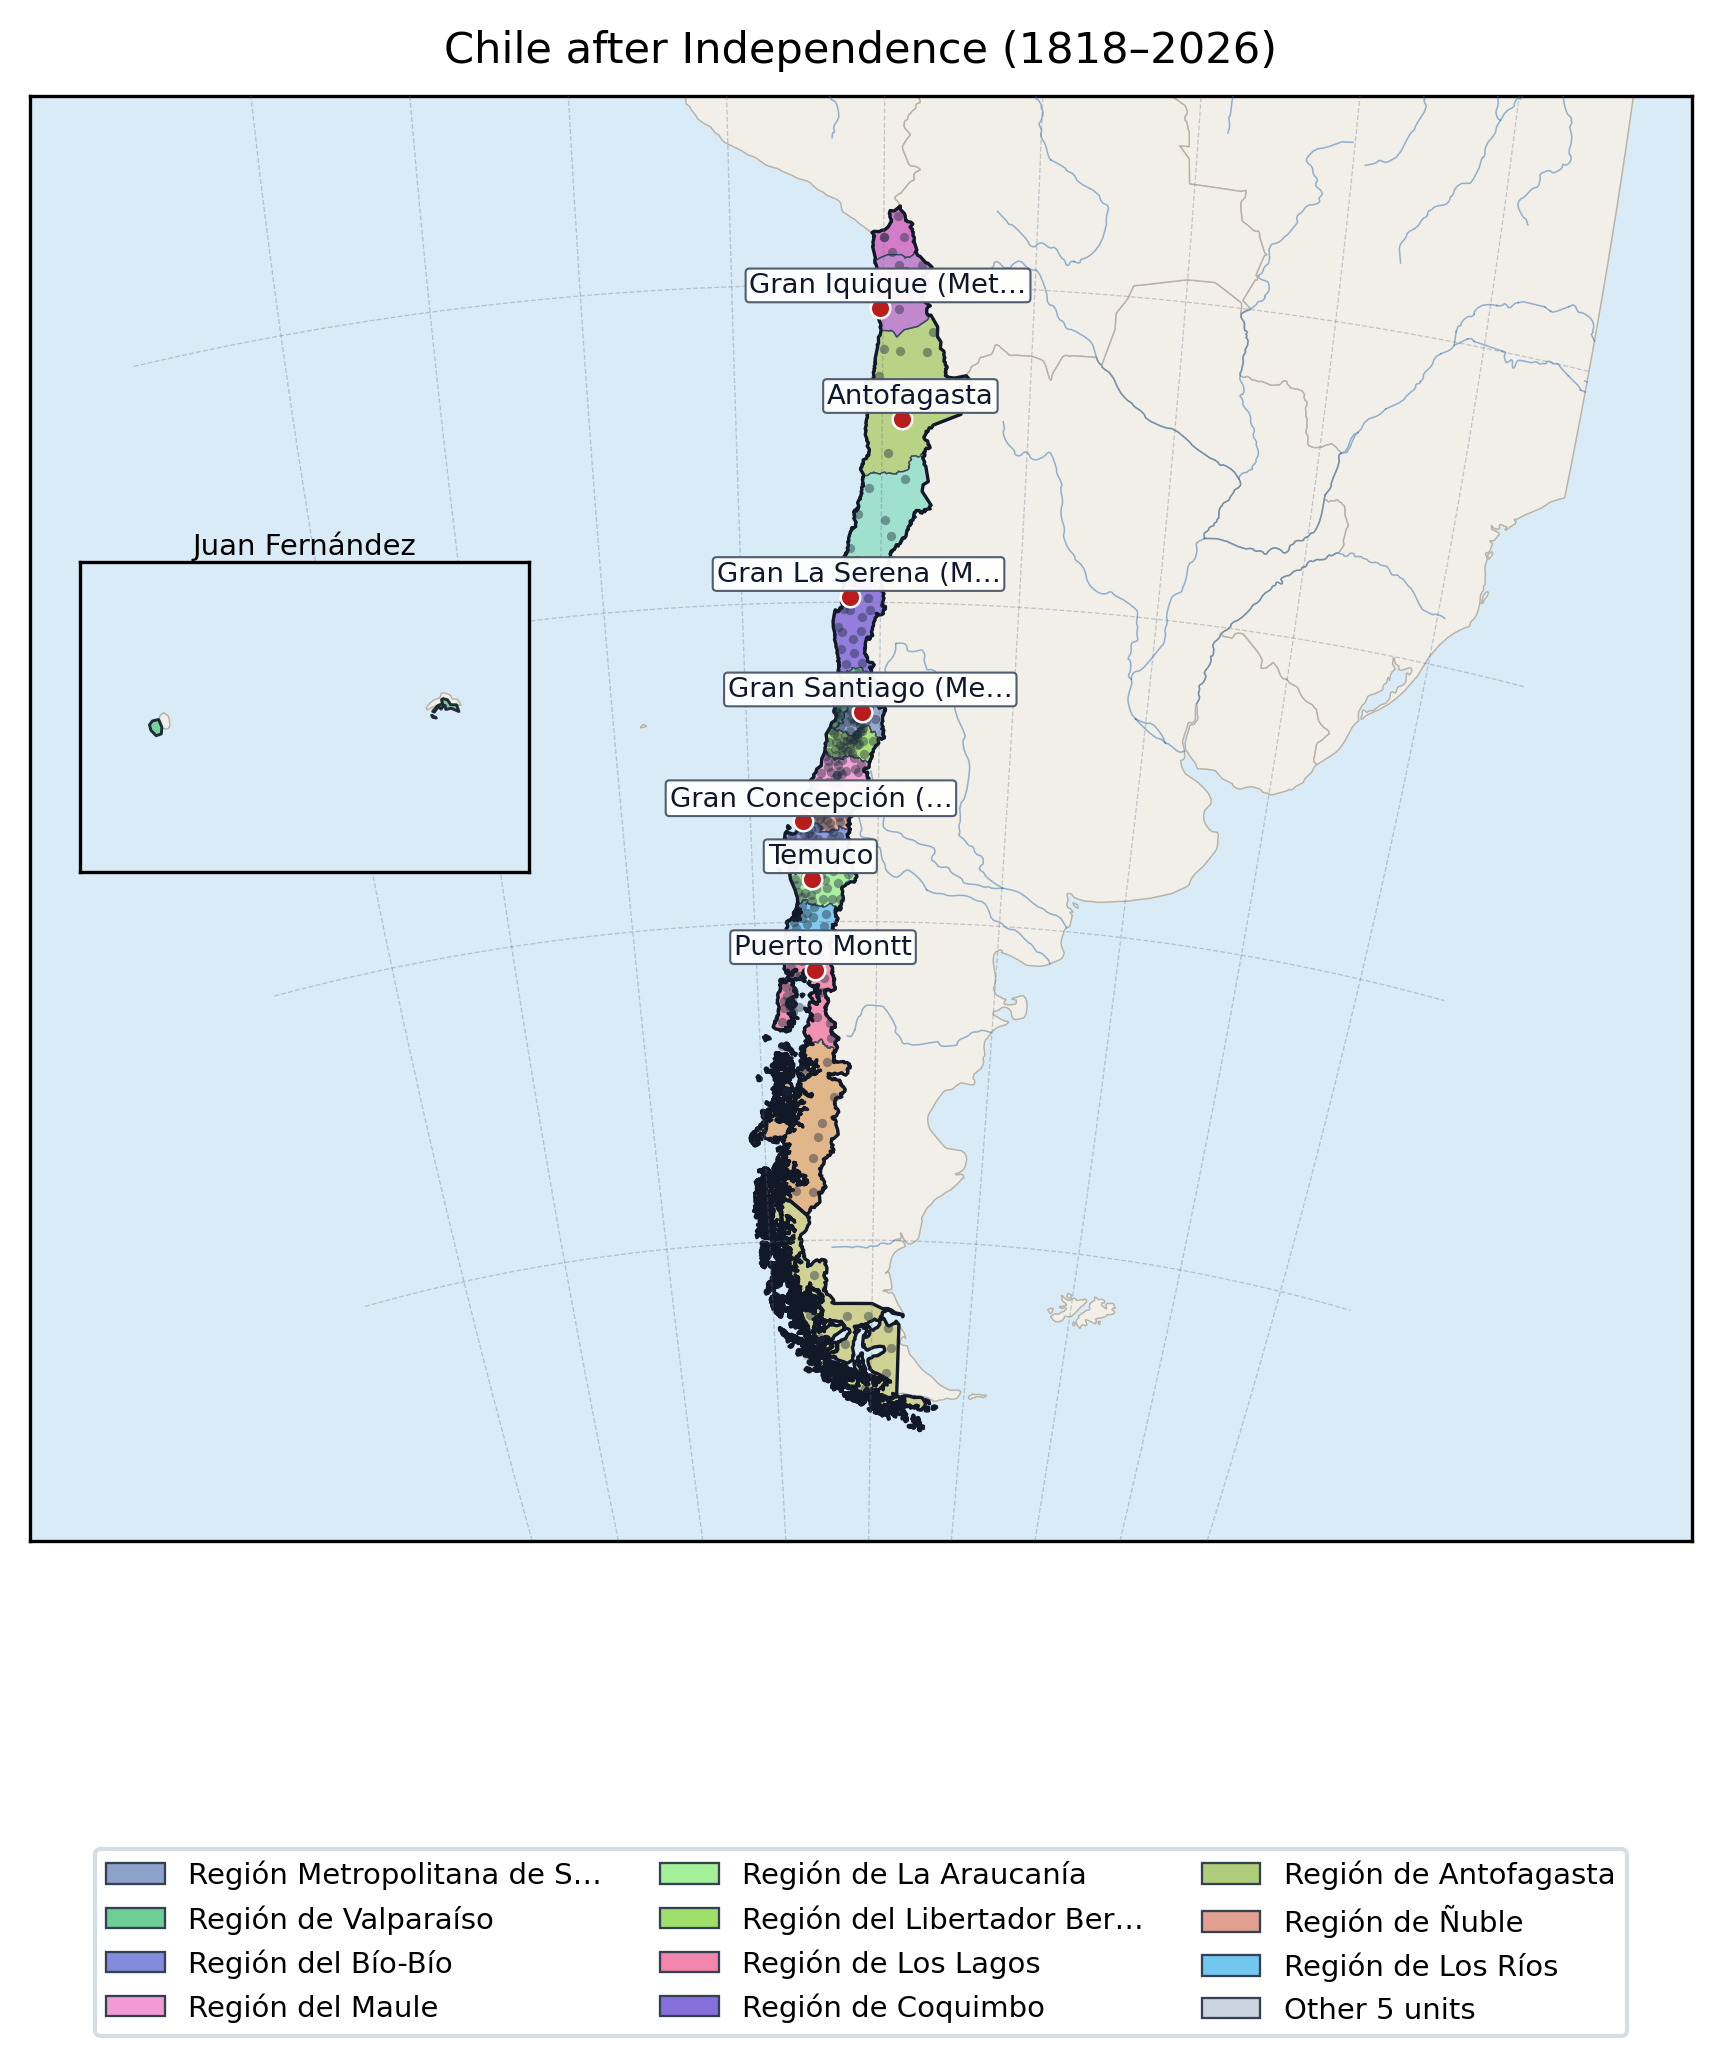 Chile after Independence (1818–2026)
Gran Iquique (Met...
Antofagasta
Juan Fernández
Gran La Serena (M...
Gran Santiago (Me...
Gran Concepción (...
Temuco
Puerto Montt
Región Metropolitana de S...
Región de Valparaíso
Región del Bío-Bío
Región del Maule
Región de La Araucanía
Región del Libertador Ber...
Región de Los Lagos
Región de Coquimbo
Región de Antofagasta
Región de Ñuble
Región de Los Ríos
Other 5 units